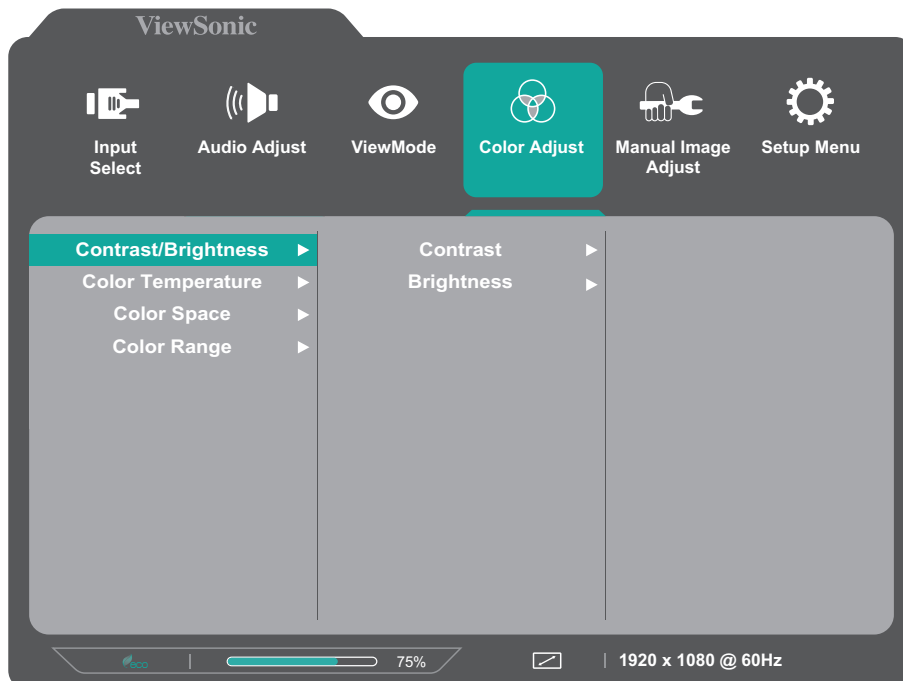 ViewSonic
Input
Select
Audio Adjust
ViewMode
Color Adjust
Manual Image
Adjust
Setup Menu
Contrast/Brightness
Color Temperature
Color Space
Color Range
Contrast
Brightness
eco
75%
1920 x 1080 @ 60Hz